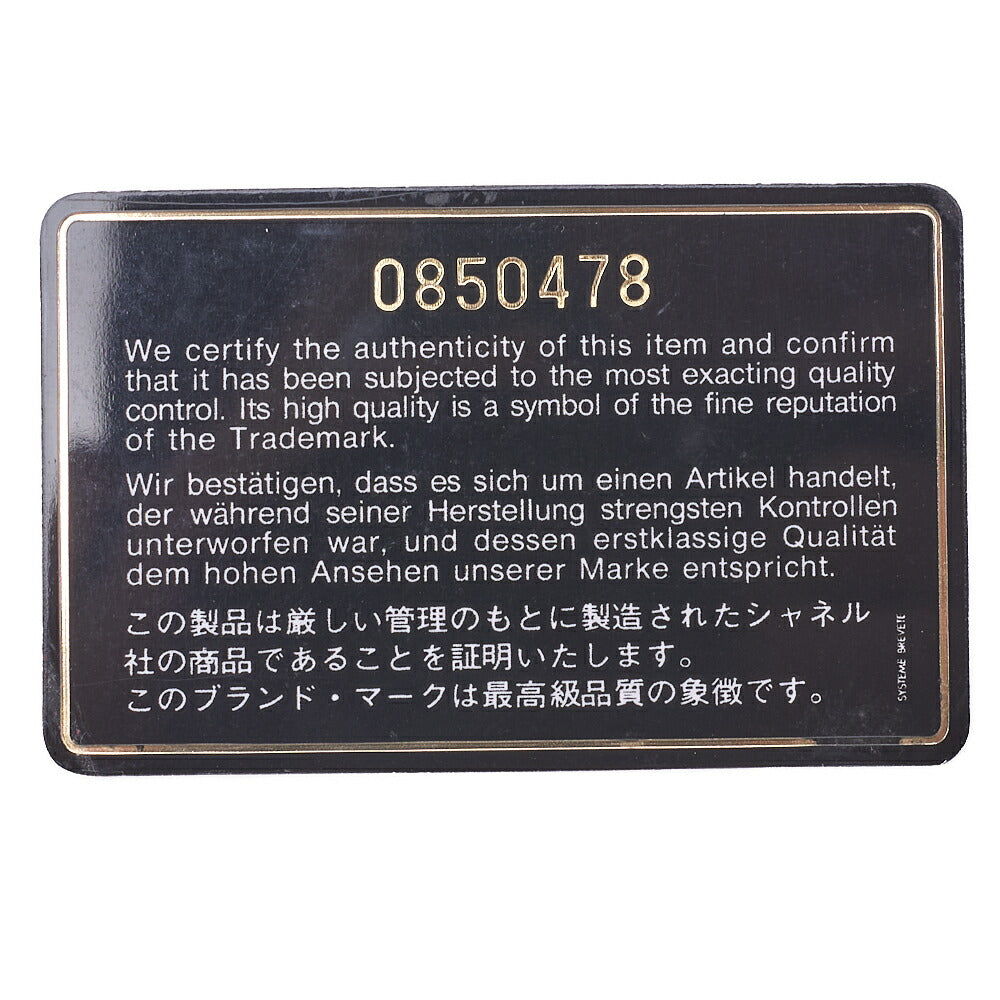 0850478
We certify the authenticity of this item and confirm
that it has been subjected to the most exacting quality
control. Its high quality is a symbol of the fine reputation
of the Trademark.
Wir bestätigen, dass es sich um einen Artikel handelt,
der während seiner Herstellung strengsten Kontrollen
unterworfen war, und dessen erstklassige Qualität
dem hohen Ansehen unserer Marke entspricht.
この製品は厳しい管理のもとに製造されたシャネル
社の商品であることを証明いたします。
このブランド・マークは最高級品質の象徴です。
SYSTEME BREVETE